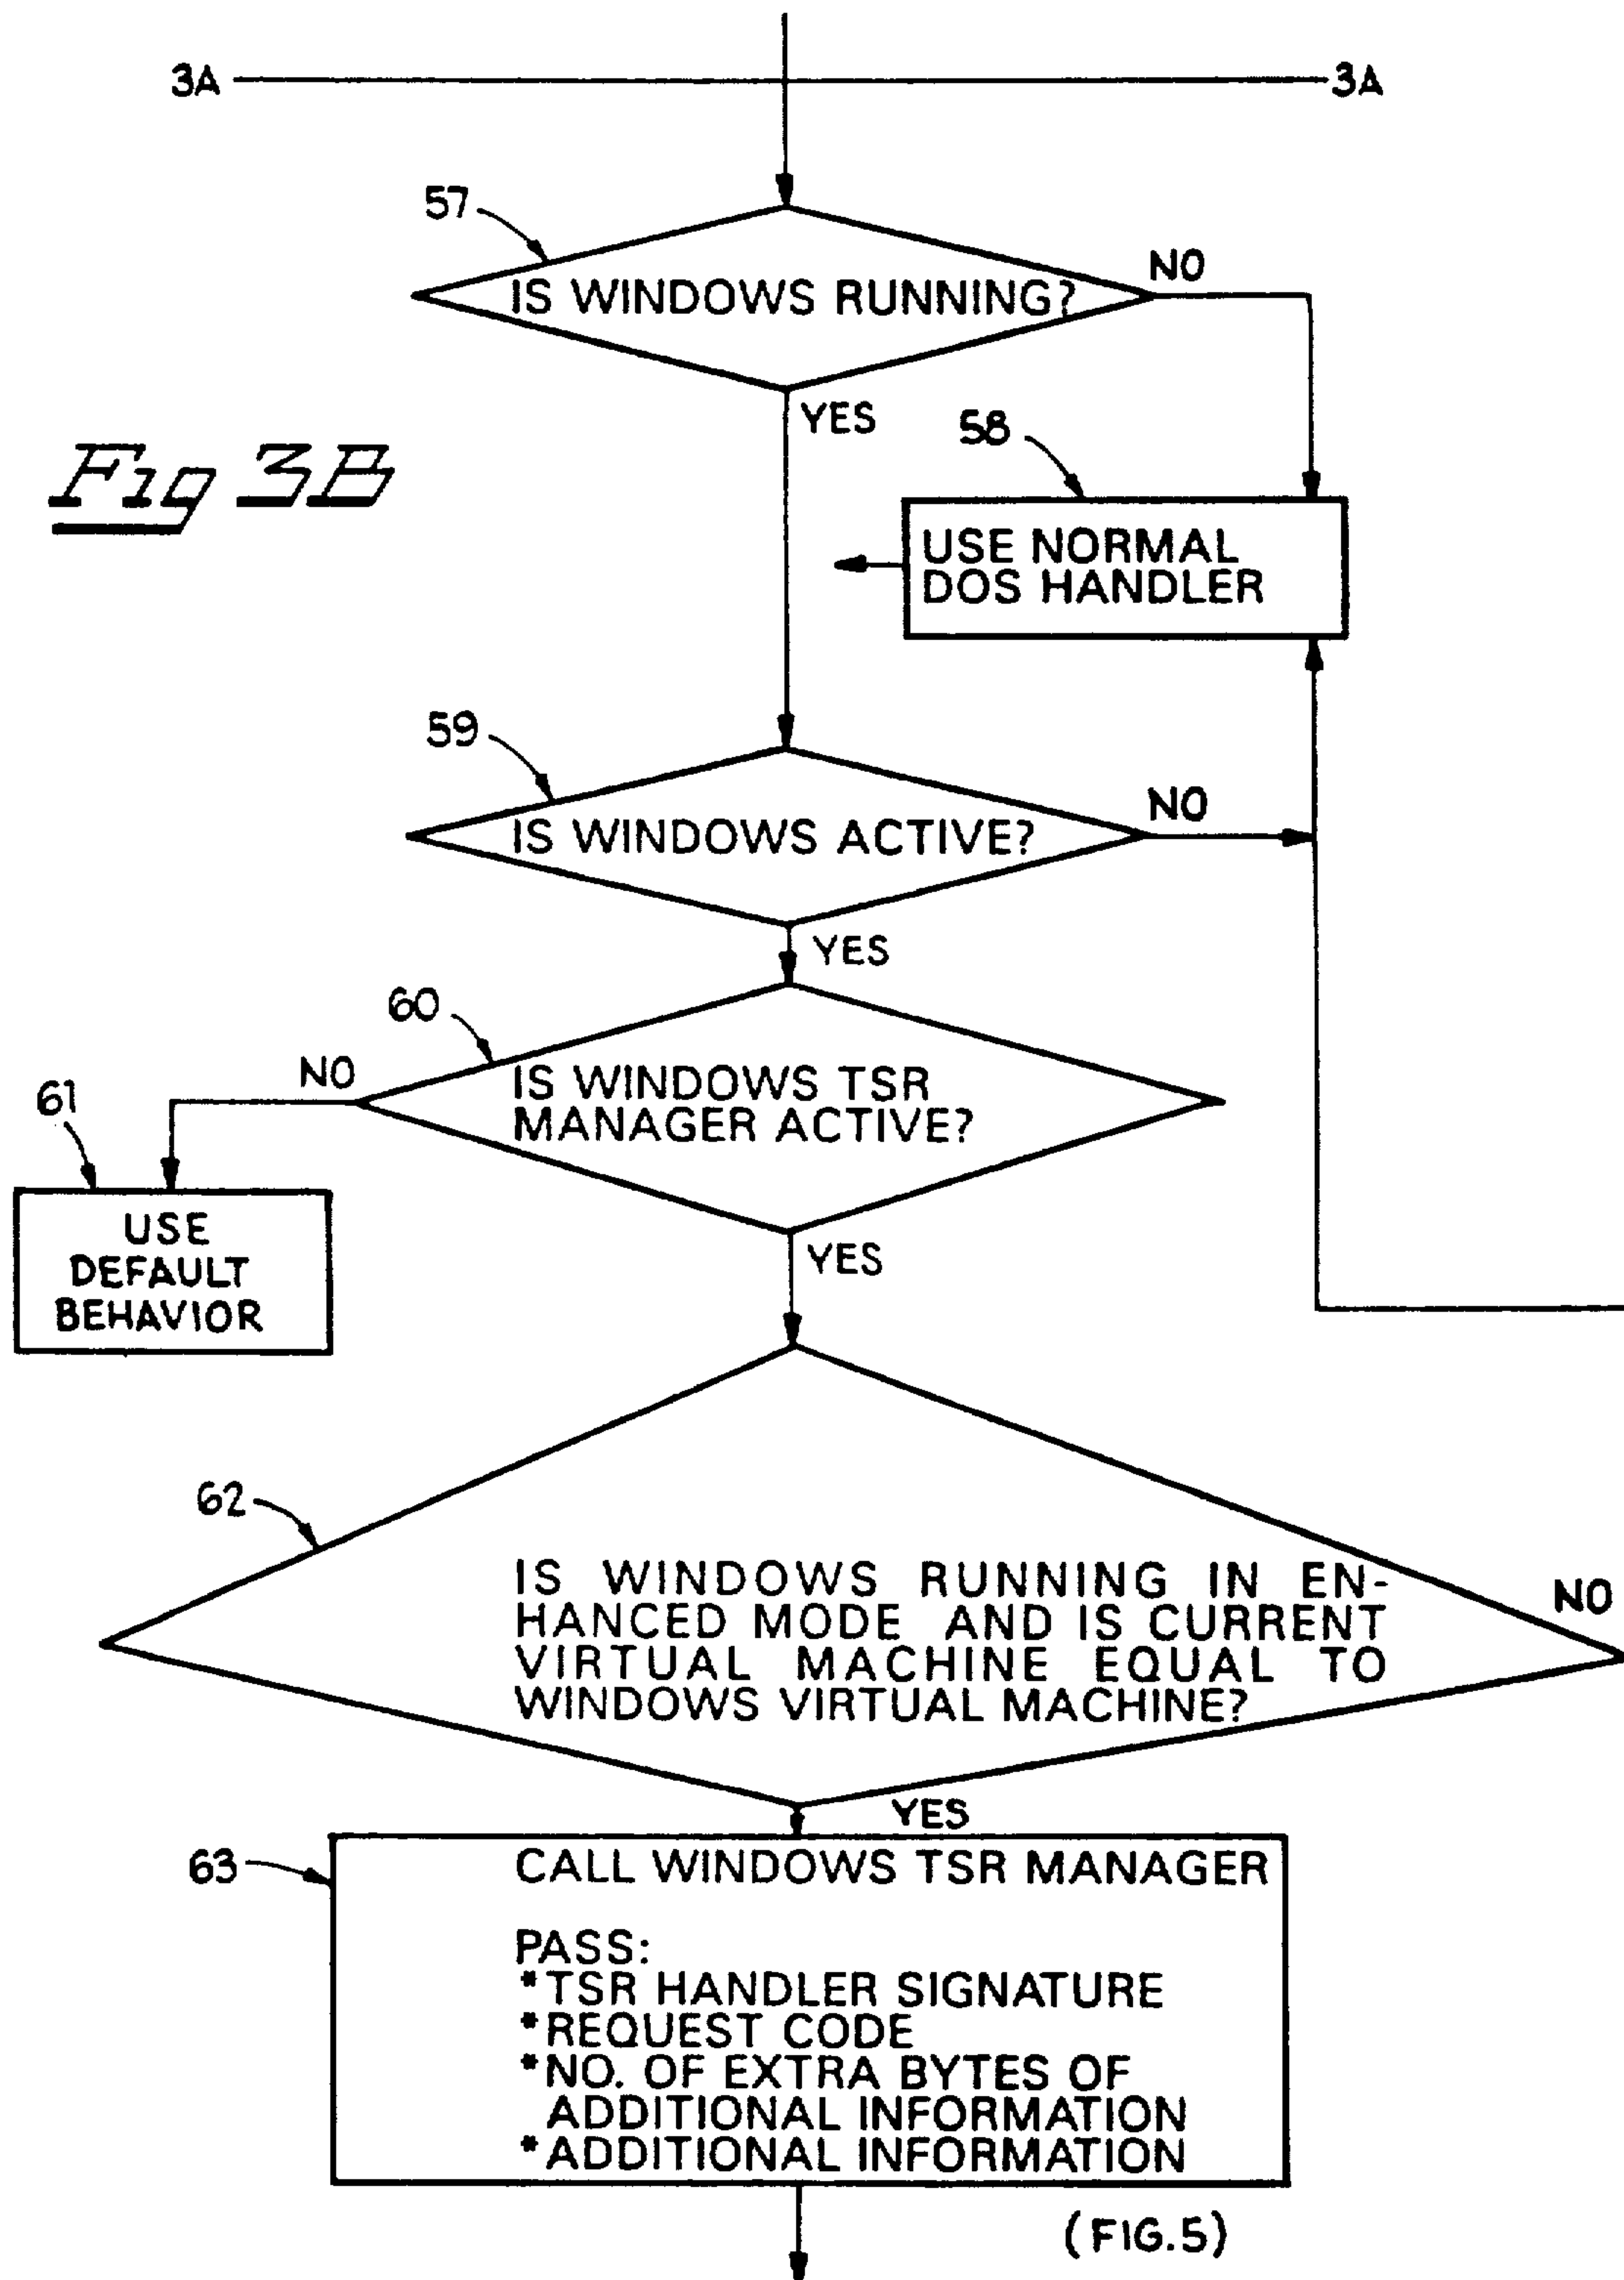 3A 3A
57
IS WINDOWS RUNNING?
NO
YES
Fig 3B
58
USE NORMAL
DOS HANDLER
59
IS WINDOWS ACTIVE?
NO
YES
60
IS WINDOWS TSR
MANAGER ACTIVE?
NO
61
USE
DEFAULT
BEHAVIOR
YES
62
IS WINDOWS RUNNING IN EN-
HANCED MODE AND IS CURRENT
VIRTUAL MACHINE EQUAL TO
WINDOWS VIRTUAL MACHINE?
NO
YES
63
CALL WINDOWS TSR MANAGER
PASS:
*TSR HANDLER SIGNATURE
*REQUEST CODE
*NO. OF EXTRA BYTES OF
ADDITIONAL INFORMATION
*ADDITIONAL INFORMATION
(FIG.5)